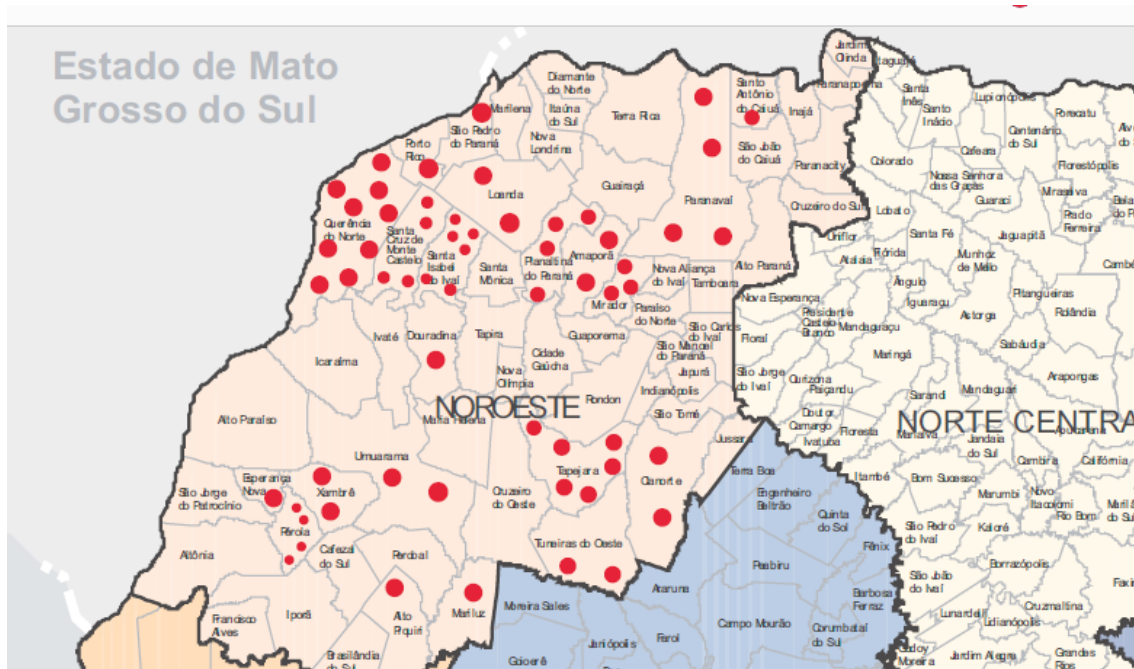 Estado de Mato
Grosso do Sul
Jardim
Olinda
Itaguajé
Diamante
do Norte
Santo
Antônio
do Caiuá
Paranapoema
Santa
Inês
Lupionópolis
Marilena
Itaúna
do Sul
Terra Rica
Inajá
Santo
Inácio
Porecatu
São Pedro
do Paraná
Nova
Londrina
Centenário
do Sul
Porto
Rico
São João
do Caiuá
Paranacity
Colorado
Cafeara
Florestópolis
Loanda
Guairaçá
Paranavaí
Nossa Senhora
das Graças
Miraselva
Guaraci
Cruzeiro do Sul
Lobato
Prado
Ferreira
Querência
do Norte
Santa
Cruz de
Monte
Castelo
Santa
Isabel
do Ivaí
Santa
Mônica
Planaltina
do Paraná
Amaporã
Uniflor
Santa Fé
Jaguapitã
Atalaia
Flórida
Munhoz
de Melo
Nova Aliança
do Ivaí
Tamboara
Alto Paraná
Ângulo
Mirador
Nova Esperança
Iguaraçu
Pitangueiras
Paraíso
do Norte
Presidente
Castelo
Branco
Mandaguaçu
Astorga
Rolândia
Ivaté
Douradina
Tapira
Guaporema
São Carlos
do Ivaí
Floraí
Sabáudia
Icaraíma
Cidade
Gaúcha
São Manoel
do Paraná
Maringá
Nova
Olímpia
Japurá
São Jorge
do Ivaí
Ourizona
Paiçandu
Arapongas
Indianópolis
Mandaguari
Sarandi
Rondon
NOROESTE
São Tomé
Doutor
Camargo
Ivatuba
Floresta
Marialva
NORTE CENTRA
Apucarana
Alto Paraíso
Maria Helena
Jussara
Jandaia
do Sul
Umuarama
Tapejara
Terra Boa
Cambira
Califórnia
Esperança
Nova
Xambrê
Cianorte
Itambé
Bom Sucesso
São Jorge
do Patrocínio
Cruzeiro
do Oeste
Engenheiro
Beltrão
Marumbi
Novo
Itacolomi
Rio Bom
Quinta
do Sol
Pérola
São Pedro
do Ivaí
Kaloré
Altônia
Cafezal
do Sul
Perobal
Tuneiras do Oeste
Fênix
Peabiru
Borrazópolis
Araruna
São João
do Ivaí
Barbosa
Ferraz
Iporã
Alto
Piquiri
Mariluz
Moreira Sales
Cruzmaltina
Francisco
Alves
Lunardelli
Lidianópolis
Campo Mourão
Corumbataí
do Sul
Janiópolis
Farol
Brasilândia
do Sul
Goioerê
Godoy
Moreira
Jardim Alegre
Grandes
Rios